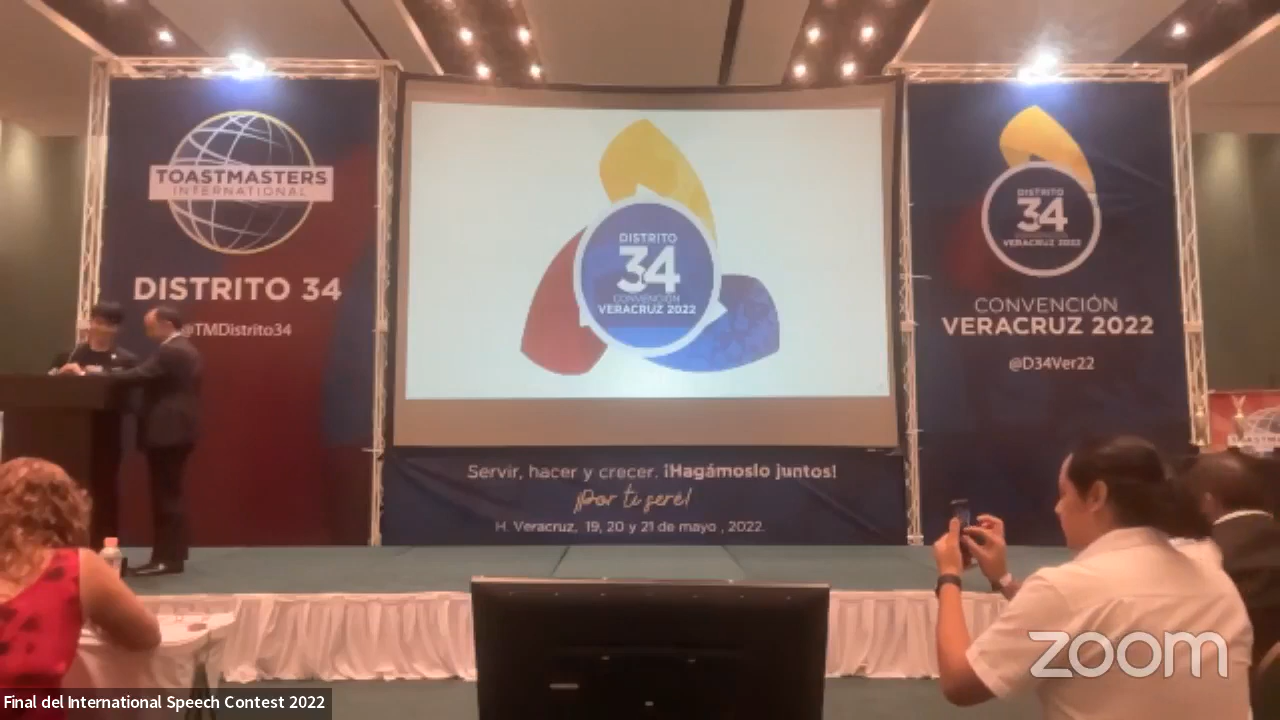 TOASTMASTERS
INTERNATIONAL
DISTRITO 34
@TMDistrito34
DISTRITO
34
CONVENCIÓN
VERACRUZ 2022
DISTRITO
34
VERACRUZ 2022
CONVENCIÓN
VERACRUZ 2022
@D34Ver22
Servir, hacer y crecer. ¡Hagámoslo juntos!
¡Por ti seré!
H. Veracruz, 19, 20 y 21 de mayo , 2022.
zoom
Final del International Speech Contest 2022